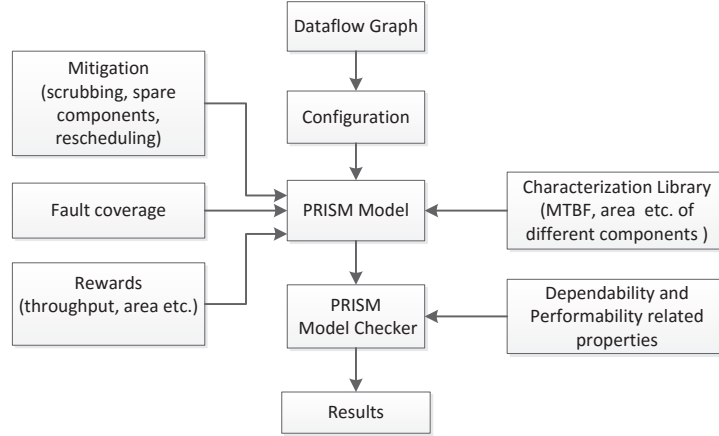 Dataflow Graph
Mitigation
(scrubbing, spare
components,
rescheduling)
Configuration
Fault coverage
PRISM Model
Characterization Library
(MTBF, area etc. of
different components )
Rewards
(throughput, area etc.)
PRISM
Model Checker
Dependability and
Performability related
properties
Results